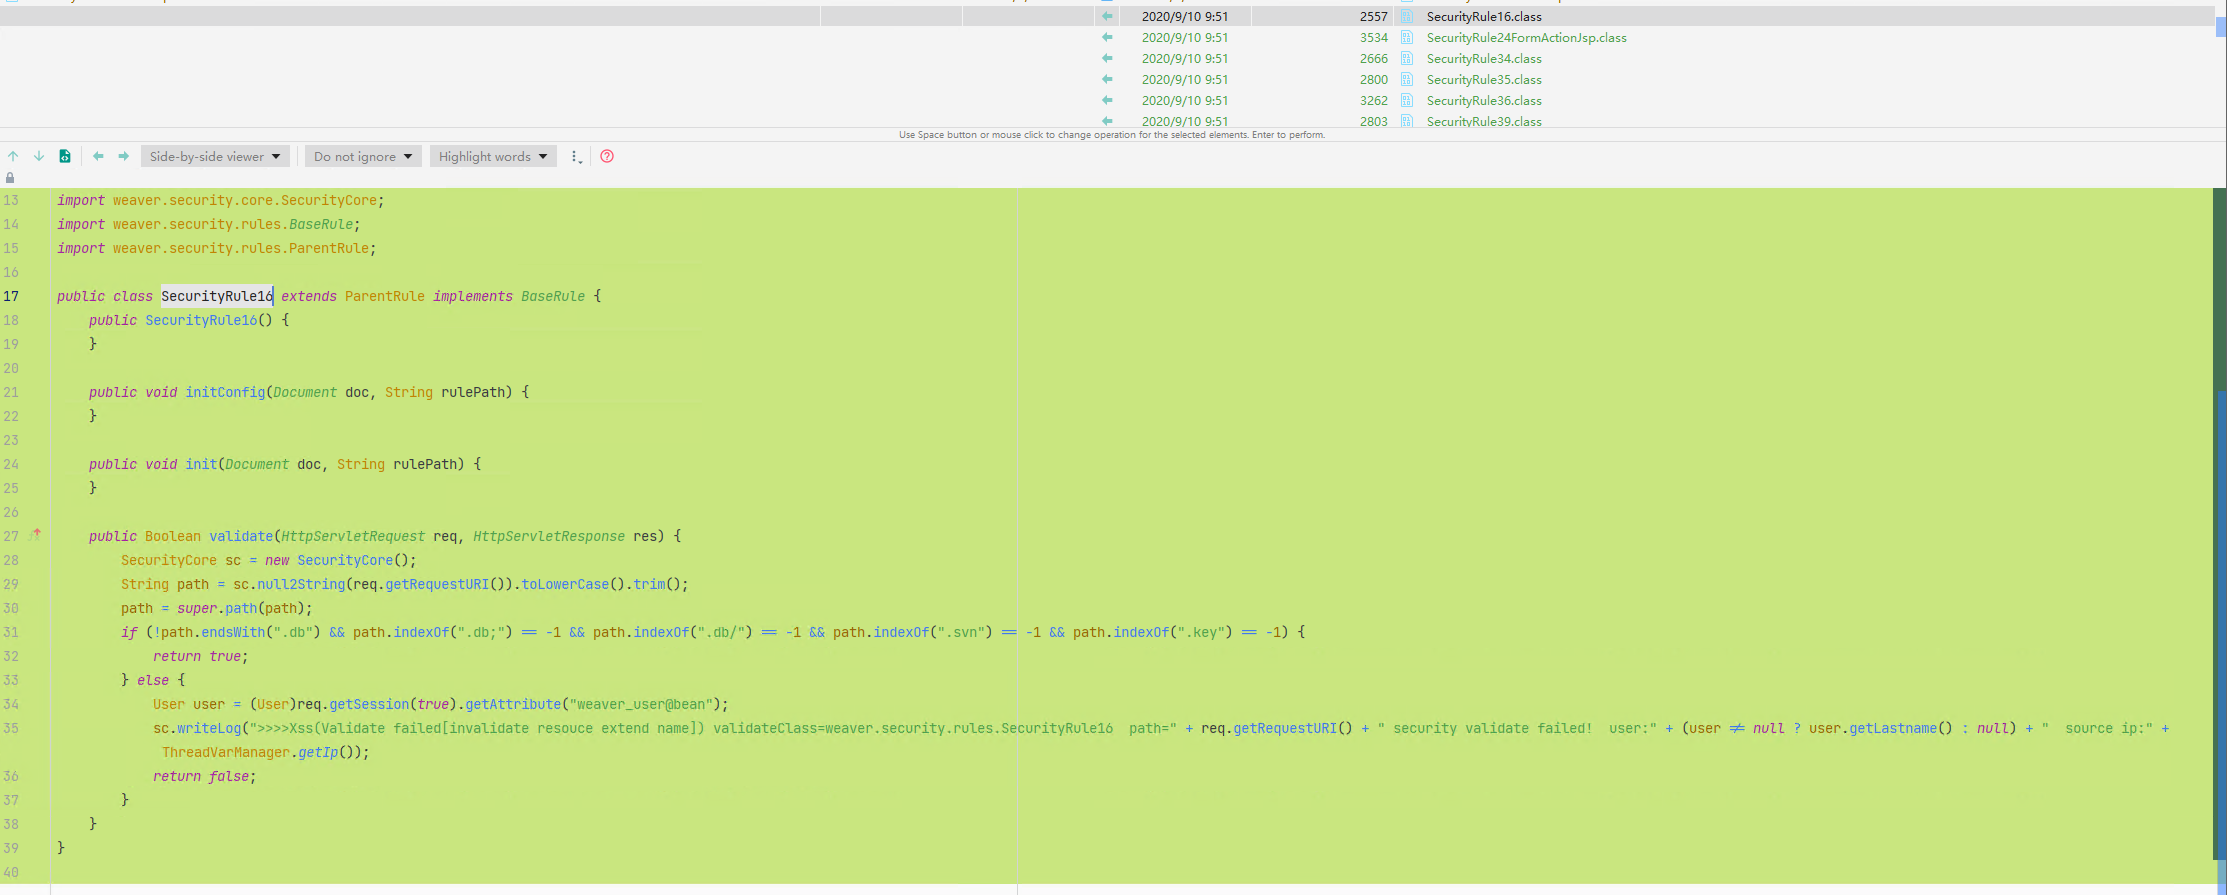 2020/9/10 9:51 2557 SecurityRule16.class
2020/9/10 9:51 3534 SecurityRule24FormActionJsp.class
2020/9/10 9:51 2666 SecurityRule34.class
2020/9/10 9:51 2800 SecurityRule35.class
2020/9/10 9:51 3262 SecurityRule36.class
2020/9/10 9:51 2803 SecurityRule39.class
Use Space button or mouse click to change operation for the selected elements. Enter to perform.
Side-by-side viewer Do not ignore Highlight words
13 import weaver.security.core.SecurityCore;
14 import weaver.security.rules.BaseRule;
15 import weaver.security.rules.ParentRule;
16
17 public class SecurityRule16 extends ParentRule implements BaseRule {
18 public SecurityRule16() {
19 }
20
21 public void initConfig(Document doc, String rulePath) {
22 }
23
24 public void init(Document doc, String rulePath) {
25 }
26
27 public Boolean validate(HttpServletRequest req, HttpServletResponse res) {
28 SecurityCore sc = new SecurityCore();
29 String path = sc.null2String(req.getRequestURI()).toLowerCase().trim();
30 path = super.path(path);
31 if (!path.endsWith(".db") && path.indexOf(".db;") == -1 && path.indexOf(".db/") == -1 && path.indexOf(".svn") == -1 && path.indexOf(".key") == -1) {
32 return true;
33 } else {
34 User user = (User)req.getSession(true).getAttribute("weaver_user@bean");
35 sc.writeLog(">>>>Xss(Validate failed[invalidate resouce extend name]) validateClass=weaver.security.rules.SecurityRule16  path=" + req.getRequestURI() + " security validate failed!  user:" + (user ≠ null ? user.getLastname() : null) + "  source ip:" +
ThreadVarManager.getIp());
36 return false;
37 }
38 }
39 }
40